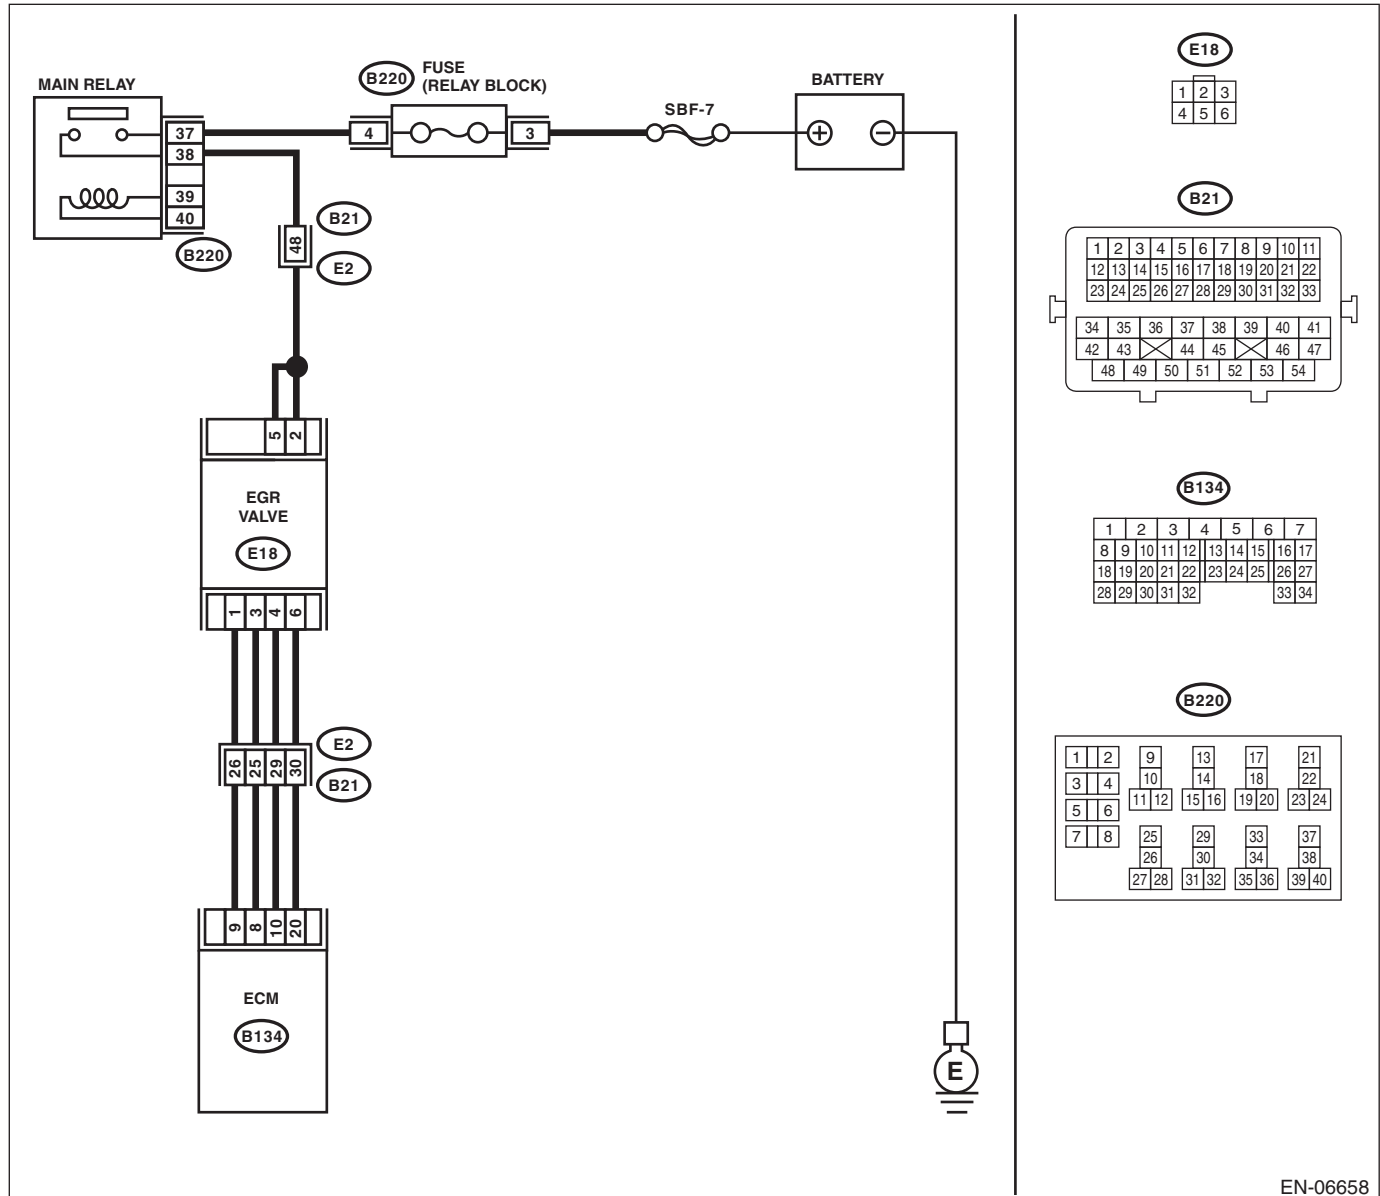 MAIN RELAY
37
38
39
40
B220
B220
FUSE
(RELAY BLOCK)
4
3
SBF-7
BATTERY
+
−
B21
48
E2
5 2
EGR
VALVE
E18
1 3 4 6
E2
26 25 29 30
B21
9 8 10 20
ECM
B134
E
E18
1 2 3
4 5 6
B21
1 2 3 4 5 6 7 8 9 10 11
12 13 14 15 16 17 18 19 20 21 22
23 24 25 26 27 28 29 30 31 32 33
34 35 36 37 38 39 40 41
42 43 44 45 46 47
48 49 50 51 52 53 54
B134
1 2 3 4 5 6 7
8 9 10 11 12 13 14 15 16 17
18 19 20 21 22 23 24 25 26 27
28 29 30 31 32 33 34
B220
1 2 9 13 17 21
3 4 10 14 18 22
11 12 15 16 19 20 23 24
5 6
7 8 25 29 33 37
26 30 34 38
27 28 31 32 35 36 39 40
EN-06658